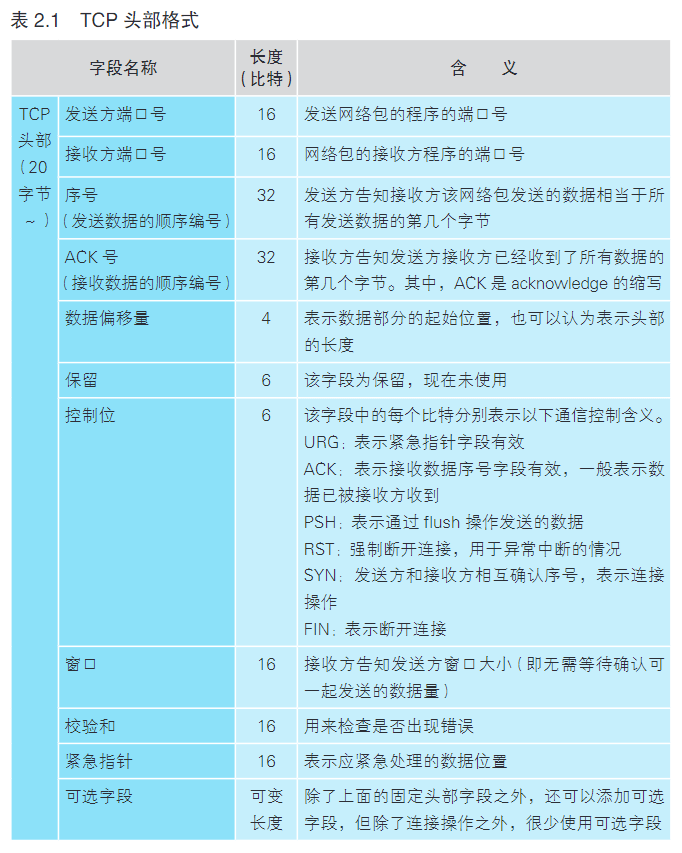 表 2.1 TCP 头部格式
字段名称 长度（比特） 含 义
TCP头部（20字节～）
发送方端口号 16 发送网络包的程序的端口号
接收方端口号 16 网络包的接收方程序的端口号
序号 32 发送方告知接收方该网络包发送的数据相当于所
（发送数据的顺序编号） 有发送数据的第几个字节
ACK 号 32 接收方告知发送方接收方已经收到了所有数据的
（接收数据的顺序编号） 第几个字节。其中，ACK 是 acknowledge 的缩写
数据偏移量 4 表示数据部分的起始位置，也可以认为表示头部
的长度
保留 6 该字段为保留，现在未使用
控制位 6 该字段中的每个比特分别表示以下通信控制含义。
URG：表示紧急指针字段有效
ACK：表示接收数据序号字段有效，一般表示数
据已被接收方收到
PSH：表示通过 flush 操作发送的数据
RST：强制断开连接，用于异常中断的情况
SYN：发送方和接收方相互确认序号，表示连接
操作
FIN：表示断开连接
窗口 16 接收方告知发送方窗口大小（即无需等待确认可
一起发送的数据量）
校验和 16 用来检查是否出现错误
紧急指针 16 表示应紧急处理的数据位置
可选字段 可变 除了上面的固定头部字段之外，还可以添加可选
长度 字段，但除了连接操作之外，很少使用可选字段